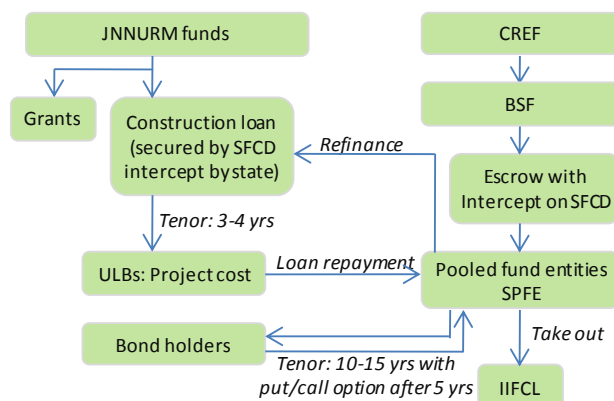 JNNURM funds
CREF
Grants
Construction loan
(secured by SFCD
intercept by state)
BSF
Refinance
Escrow with
Intercept on SFCD
Tenor: 3-4 yrs
ULBs: Project cost
Loan repayment
Pooled fund entities
SPFE
Bond holders
Take out
Tenor: 10-15 yrs with
put/call option after 5 yrs
IIFCL